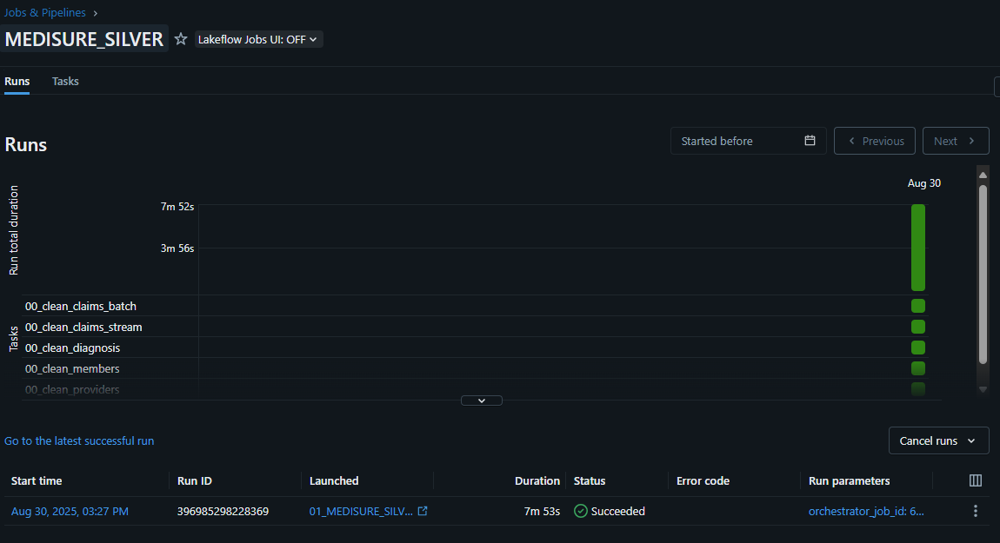 Jobs & Pipelines
MEDISURE_SILVER
Lakeflow Jobs UI: OFF
Runs
Tasks
Runs
Started before
Previous
Next
Aug 30
Run total duration
7m 52s
3m 56s
Tasks
00_clean_claims_batch
00_clean_claims_stream
00_clean_diagnosis
00_clean_members
00_clean_providers
Go to the latest successful run
Cancel runs
Start time Run ID Launched Duration Status Error code Run parameters
Aug 30, 2025, 03:27 PM 396985298228369 01_MEDISURE_SILV... 7m 53s Succeeded orchestrator_job_id: 6...